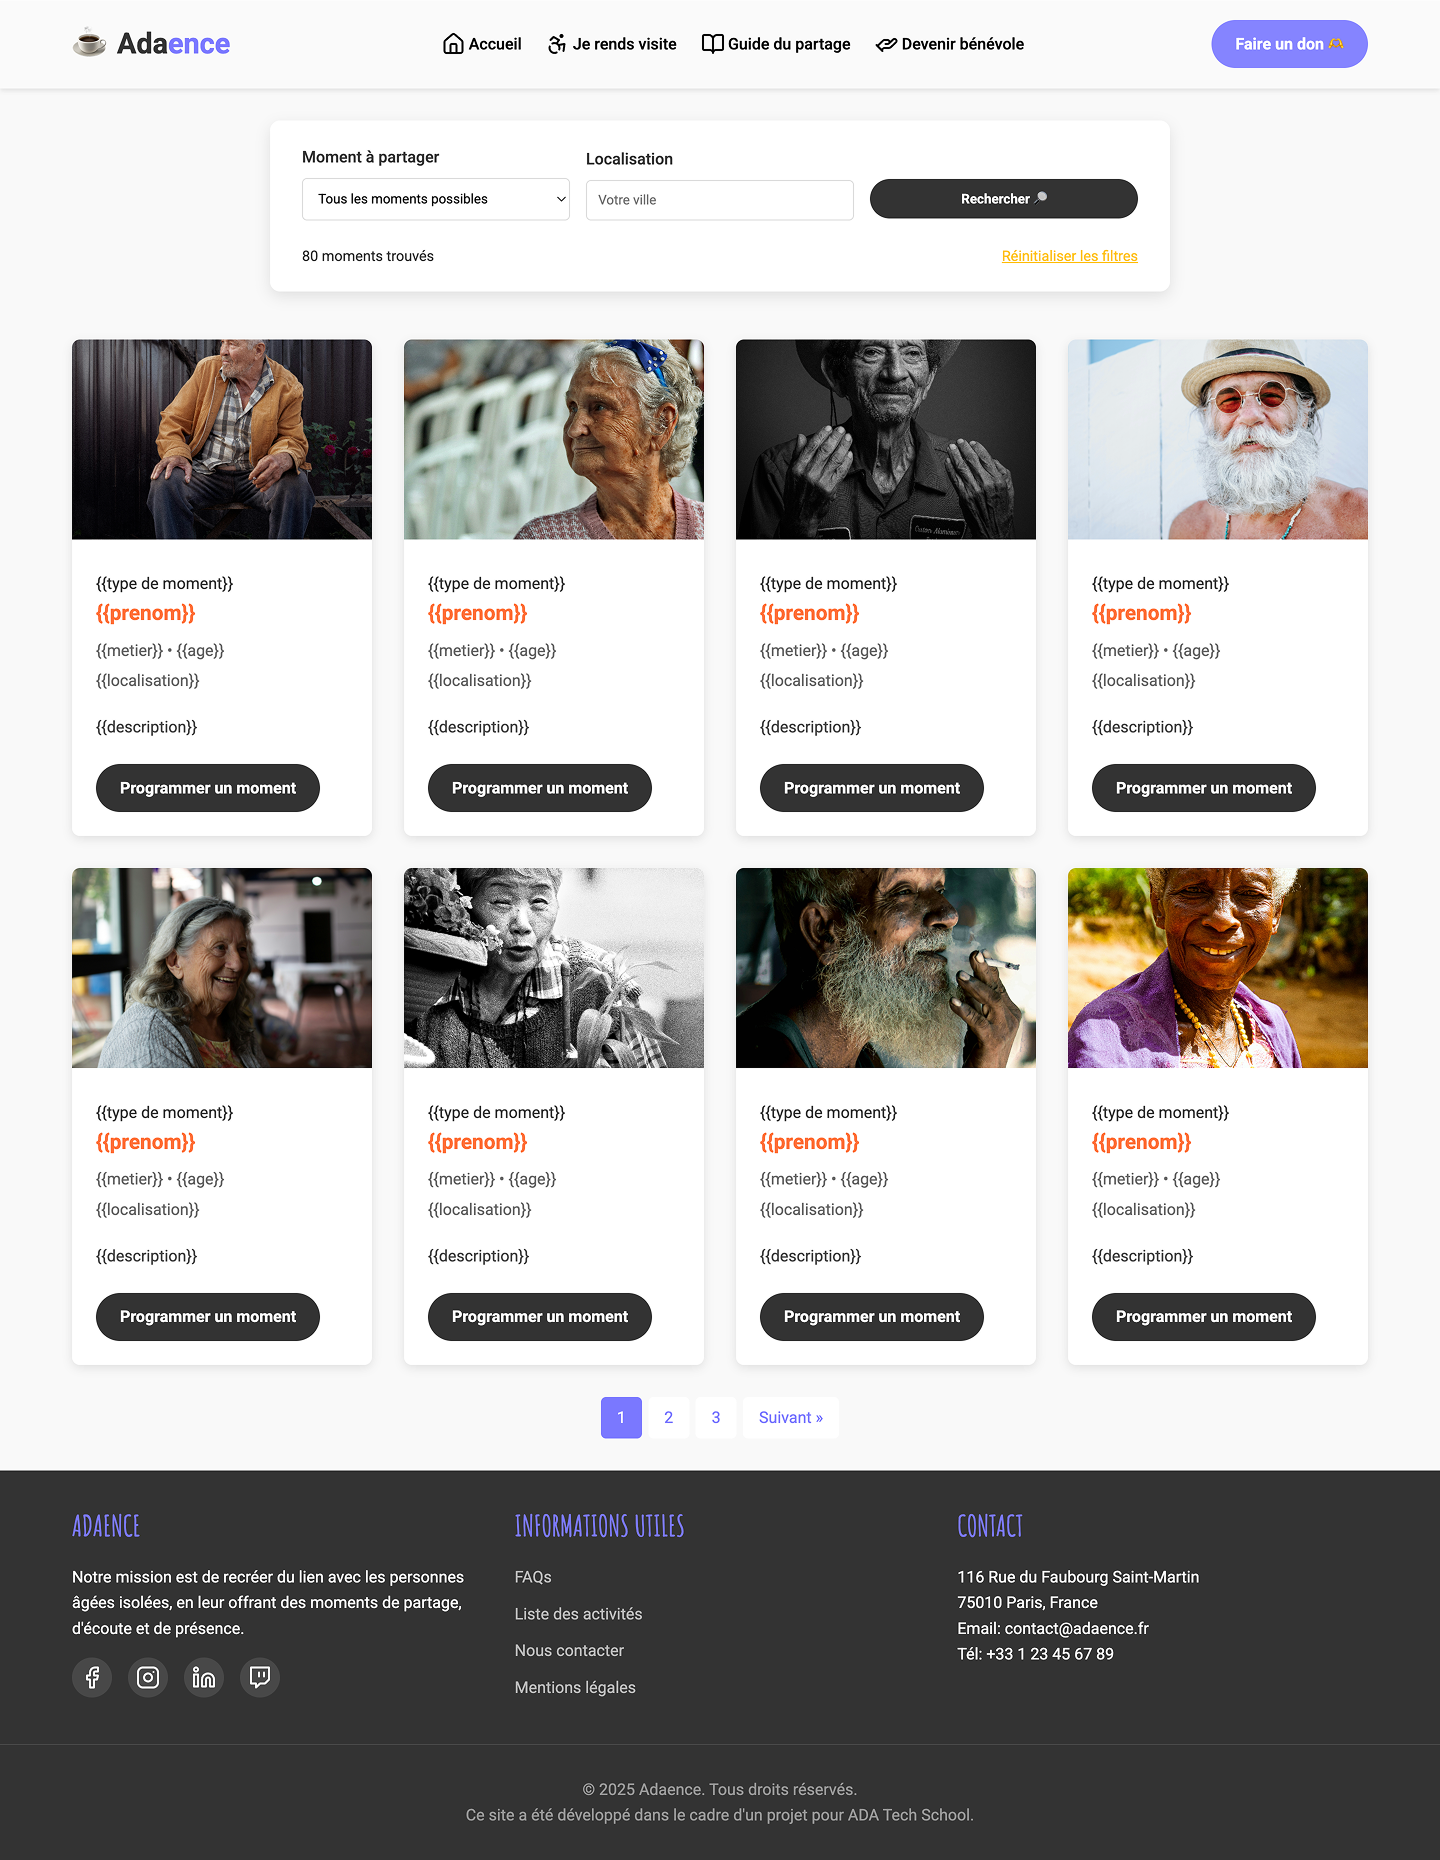 Adaence
Accueil
Je rends visite
Guide du partage
Devenir bénévole
Faire un don
Moment à partager
Localisation
Tous les moments possibles
Votre ville
Rechercher
80 moments trouvés
Réinitialiser les filtres
{{type de moment}}
{{prenom}}
{{metier}} • {{age}}
{{localisation}}
{{description}}
Programmer un moment
{{type de moment}}
{{prenom}}
{{metier}} • {{age}}
{{localisation}}
{{description}}
Programmer un moment
{{type de moment}}
{{prenom}}
{{metier}} • {{age}}
{{localisation}}
{{description}}
Programmer un moment
{{type de moment}}
{{prenom}}
{{metier}} • {{age}}
{{localisation}}
{{description}}
Programmer un moment
{{type de moment}}
{{prenom}}
{{metier}} • {{age}}
{{localisation}}
{{description}}
Programmer un moment
{{type de moment}}
{{prenom}}
{{metier}} • {{age}}
{{localisation}}
{{description}}
Programmer un moment
{{type de moment}}
{{prenom}}
{{metier}} • {{age}}
{{localisation}}
{{description}}
Programmer un moment
{{type de moment}}
{{prenom}}
{{metier}} • {{age}}
{{localisation}}
{{description}}
Programmer un moment
1
2
3
Suivant »
ADAENCE
Notre mission est de recréer du lien avec les personnes
âgées isolées, en leur offrant des moments de partage,
d'écoute et de présence.
INFORMATIONS UTILES
FAQs
Liste des activités
Nous contacter
Mentions légales
CONTACT
116 Rue du Faubourg Saint-Martin
75010 Paris, France
Email: contact@adaence.fr
Tél: +33 1 23 45 67 89
© 2025 Adaence. Tous droits réservés.
Ce site a été développé dans le cadre d'un projet pour ADA Tech School.